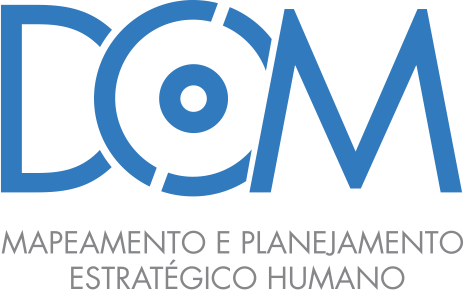 DOM
MAPEAMENTO E PLANEJAMENTO
ESTRATÉGICO HUMANO